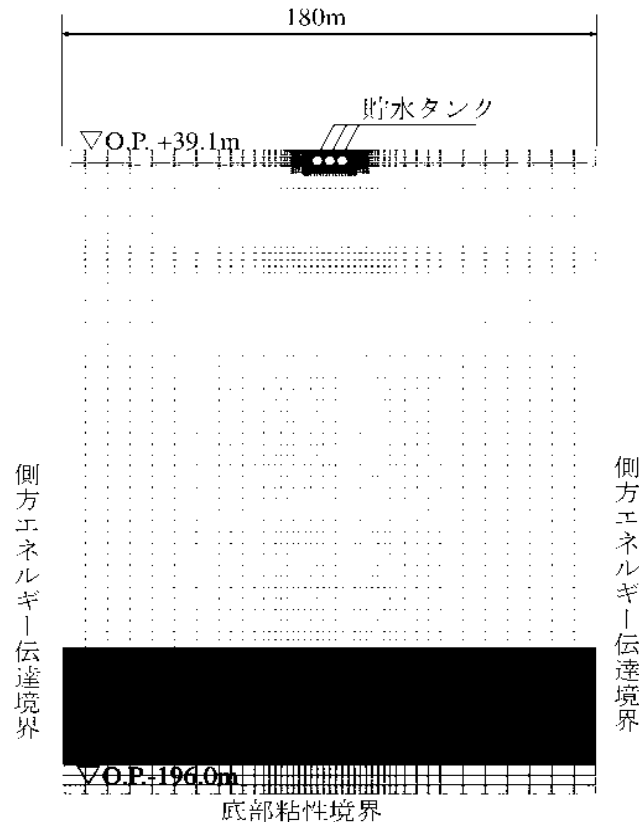 180m
貯水タンク
▽O.P. +39.1m
側方エネルギー伝達境界
側方エネルギー伝達境界
▽O.P.-196.0m
底部粘性境界